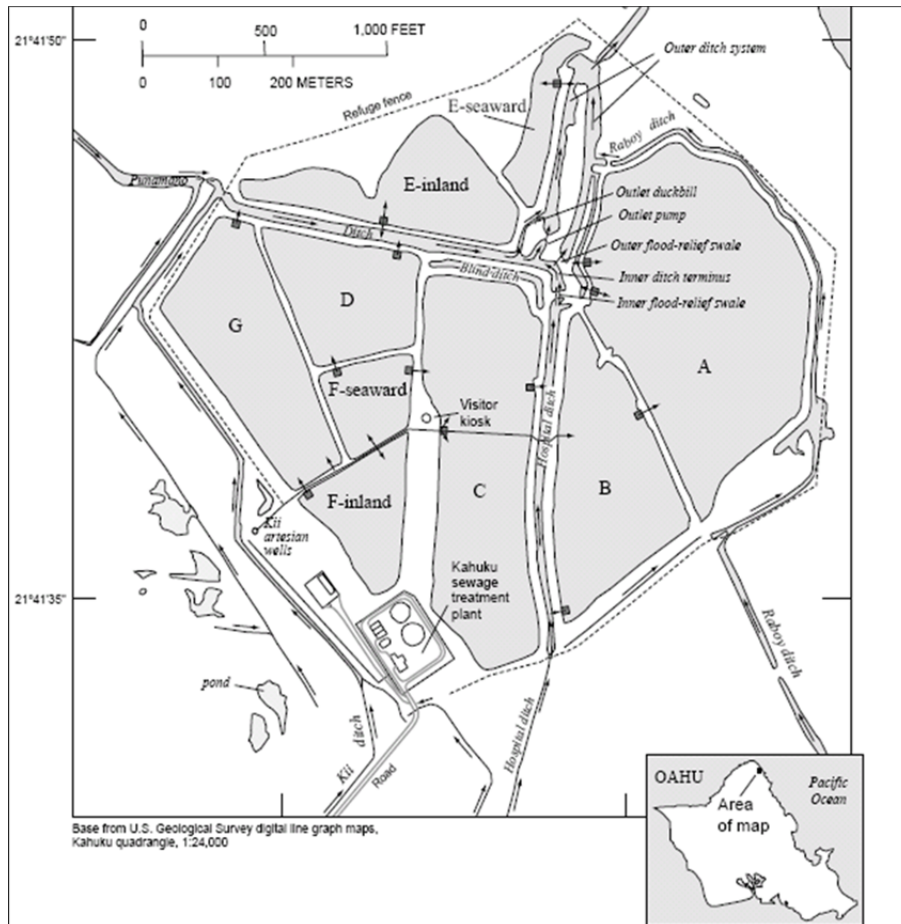 21°41'50"
0
500
1,000 FEET
0
100
200 METERS
Outer ditch system
Refuge fence
E-seaward
Raboy ditch
Punamano
E-inland
Outlet duckbill
Outlet pump
Ditch
Outer flood-relief swale
Blind ditch
Inner ditch terminus
Inner flood-relief swale
D
G
A
F-seaward
Visitor
kiosk
Hospital ditch
C
B
F-inland
Kii
artesian
wells
Kahuku
sewage
treatment
plant
21°41'35"
Raboy ditch
pond
Kii ditch
Road
Hospital ditch
OAHU
Pacific
Ocean
Area
of map
Base from U.S. Geological Survey digital line graph maps,
Kahuku quadrangle, 1:24,000